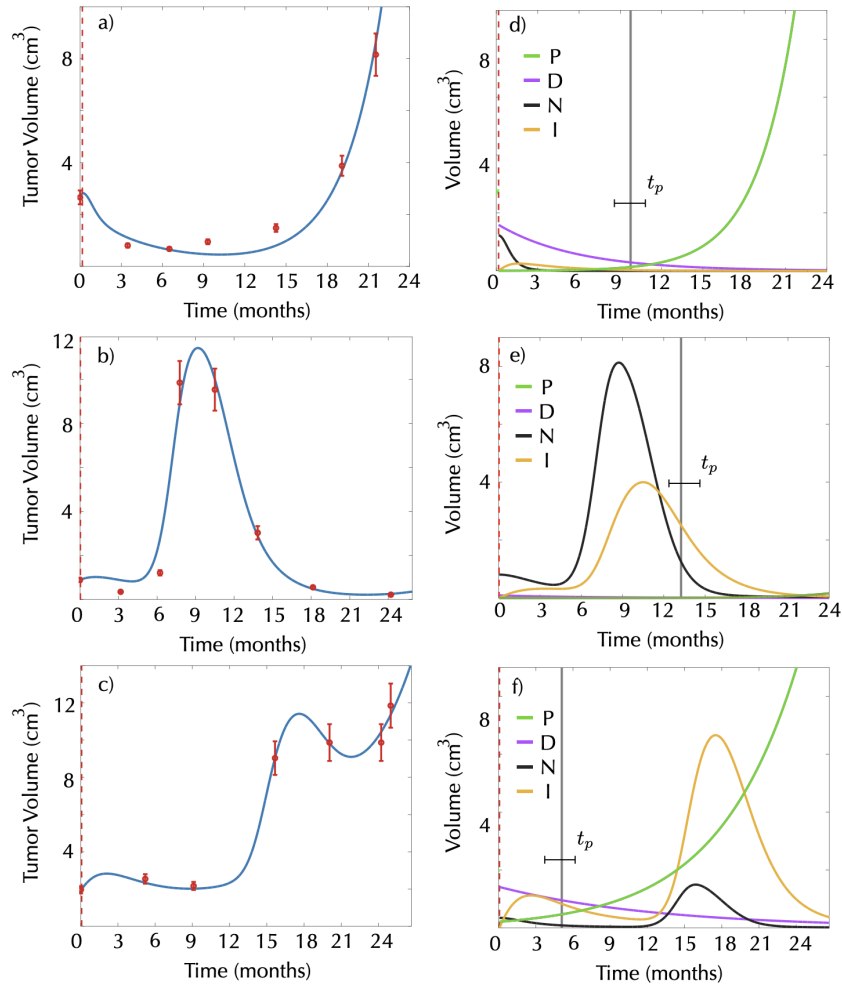 a)
Tumor Volume (cm3)
8
4
0 3 6 9 12 15 18 21 24
Time (months)
d)
Volume (cm3)
8
4
P
D
N
I
tp
0 3 6 9 12 15 18 21 24
Time (months)
b)
Tumor Volume (cm3)
12
8
4
0 3 6 9 12 15 18 21 24
Time (months)
e)
Volume (cm3)
8
4
P
D
N
I
tp
0 3 6 9 12 15 18 21 24
Time (months)
c)
Tumor Volume (cm3)
12
8
4
0 3 6 9 12 15 18 21 24
Time (months)
f)
Volume (cm3)
8
4
P
D
N
I
tp
0 3 6 9 12 15 18 21 24
Time (months)